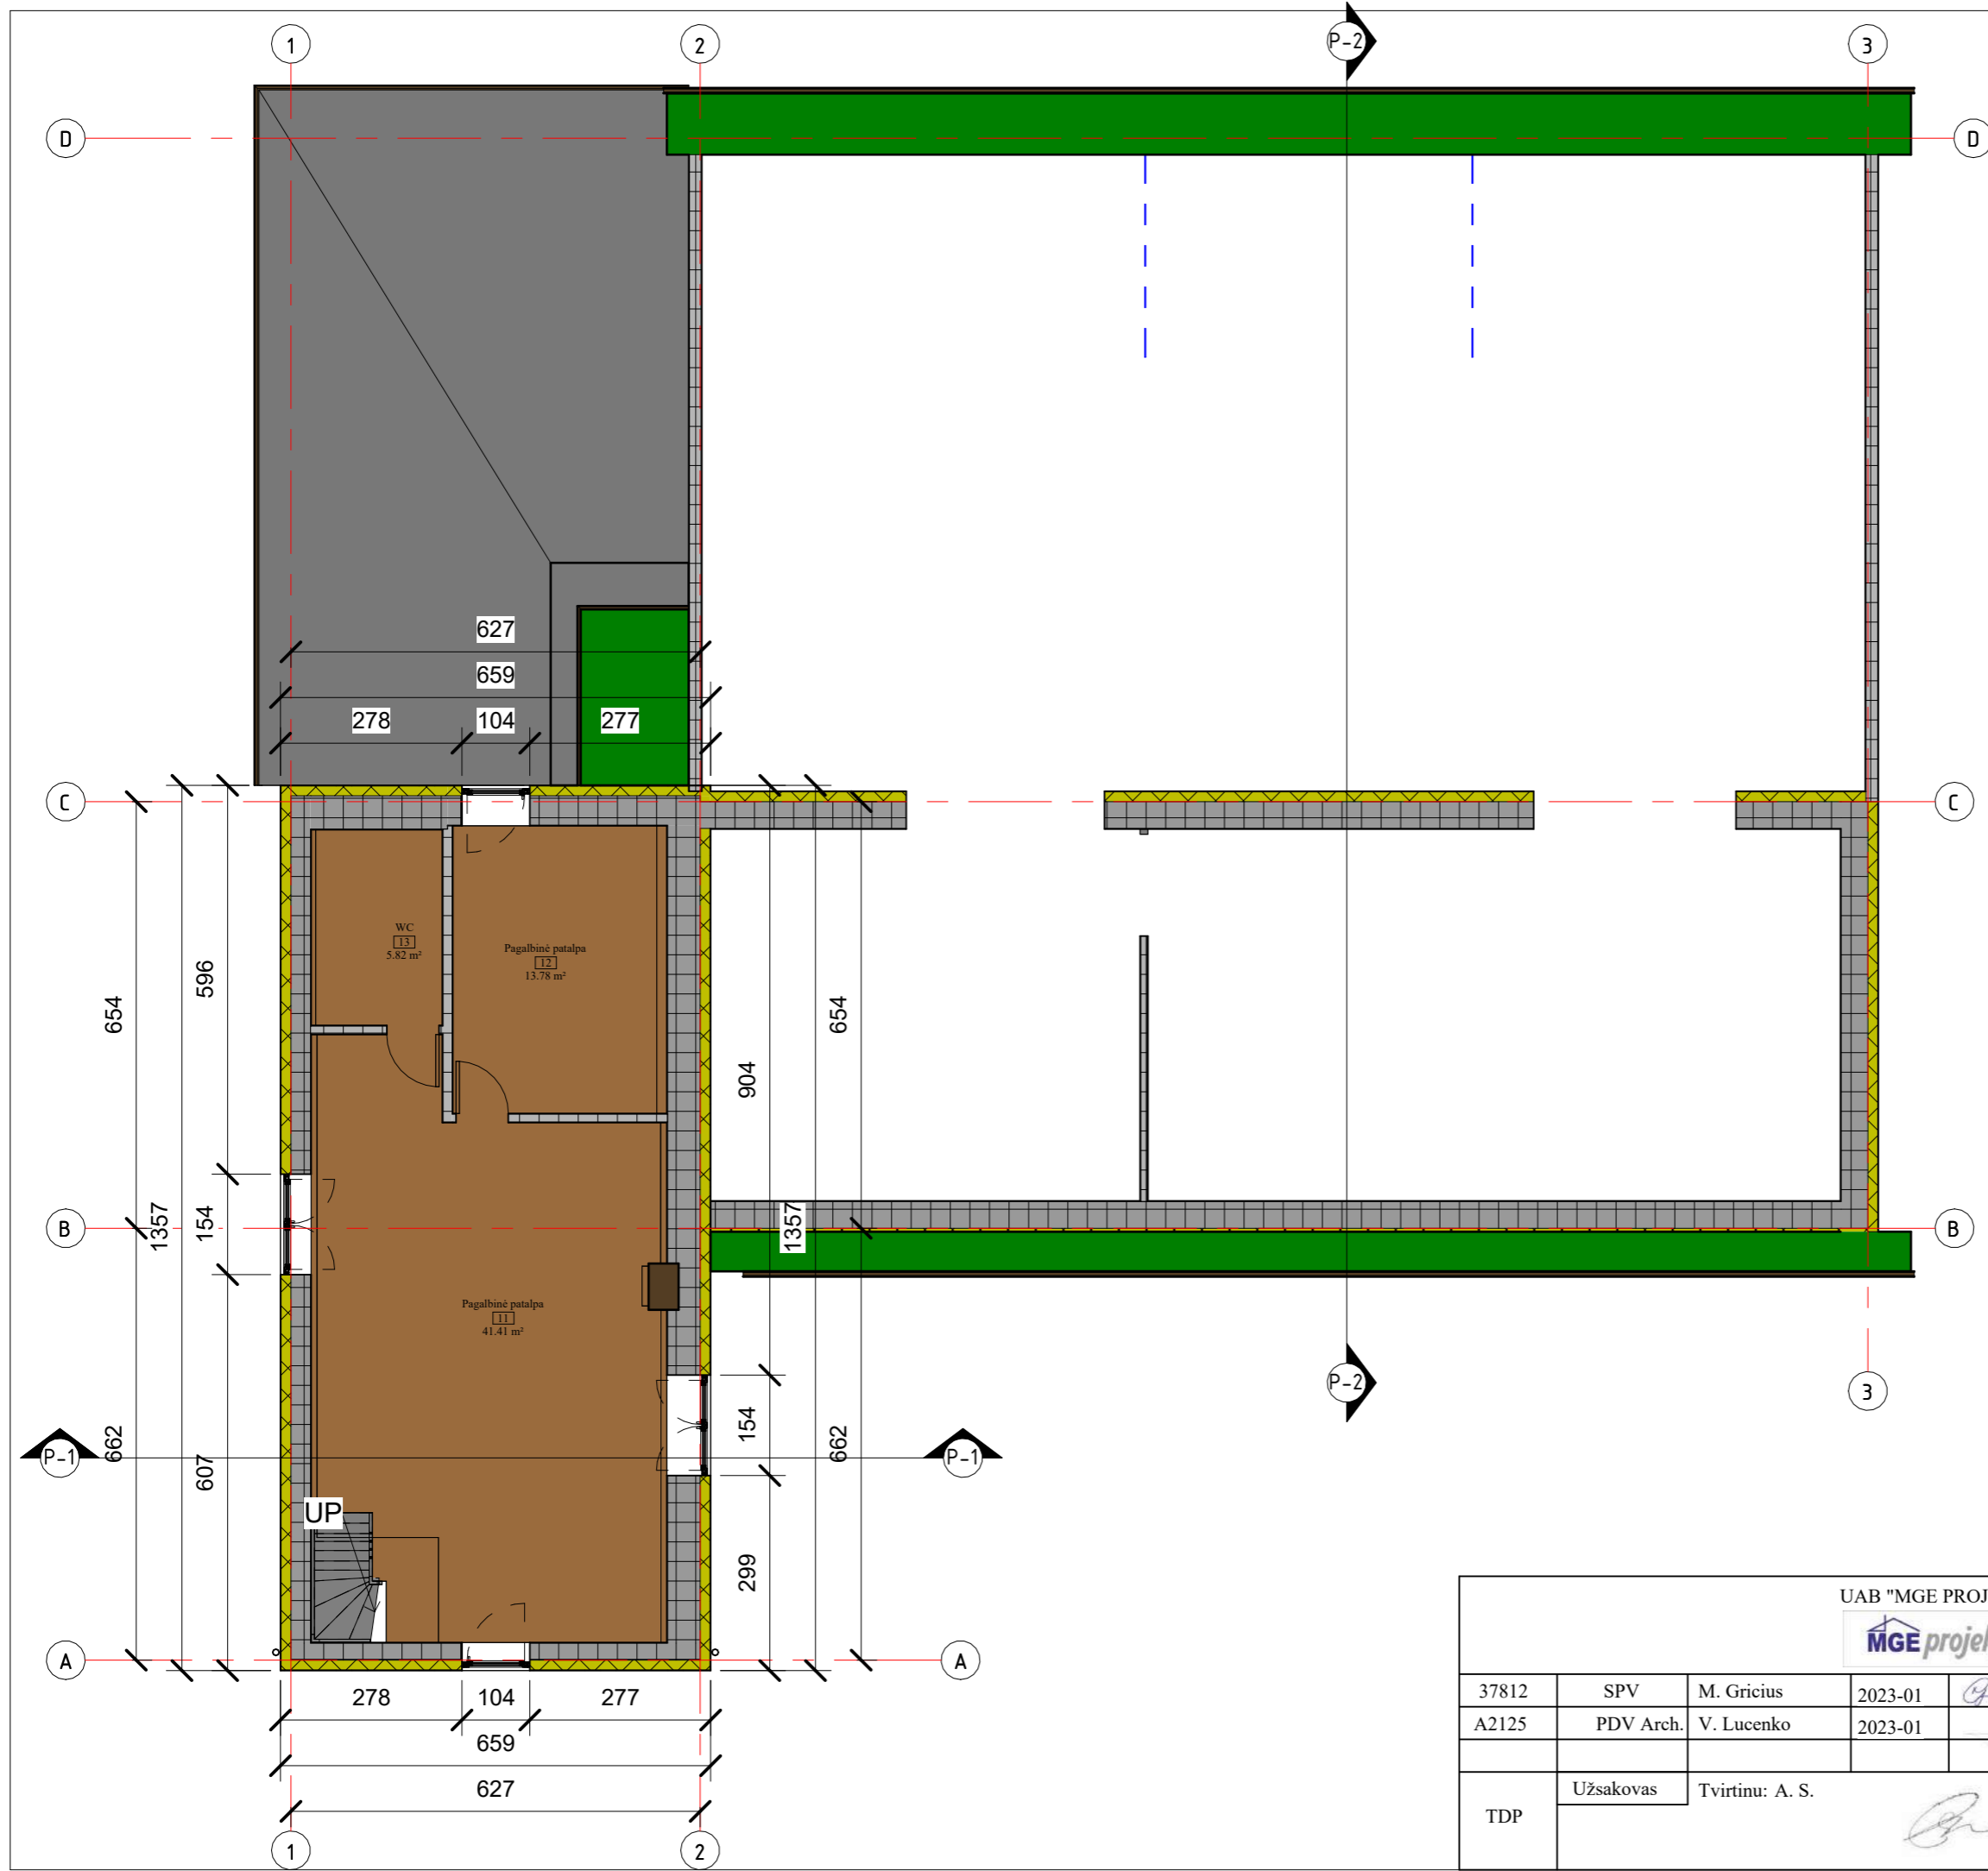 1
2
P-2
3
D
D
627
659
278
104
277
C
C
WC
13
5.82 m²
Pagalbinė patalpa
12
13.78 m²
596
654
654
904
1357
154
B
1357
B
Pagalbinė patalpa
11
41.41 m²
P-2
3
662
607
154
662
P-1
P-1
UP
299
A
A
278
104
277
659
627
1
2
UAB "MGE PROJ
MGE projek
37812 SPV M. Gricius 2023-01
A2125 PDV Arch. V. Lucenko 2023-01
Užsakovas Tvirtinu: A. S.
TDP